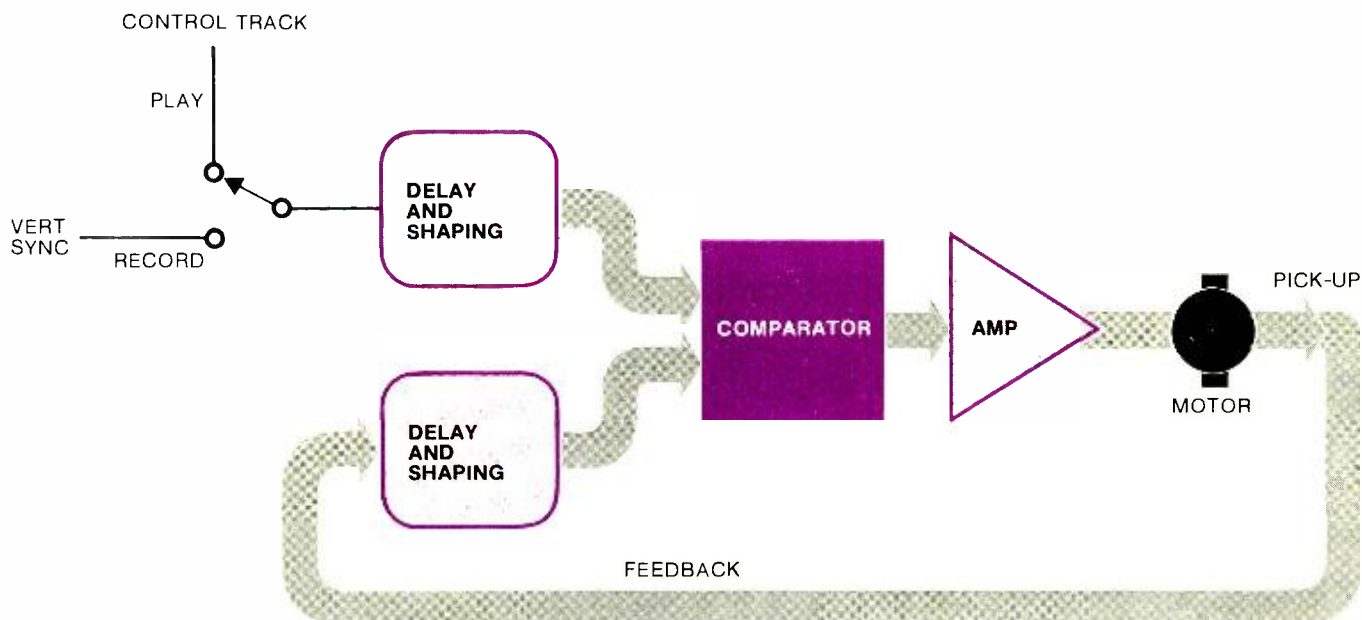 CONTROL TRACK
PLAY
VERT
SYNC
RECORD
DELAY
AND
SHAPING
COMPARATOR
AMP
PICK-UP
MOTOR
DELAY
AND
SHAPING
FEEDBACK